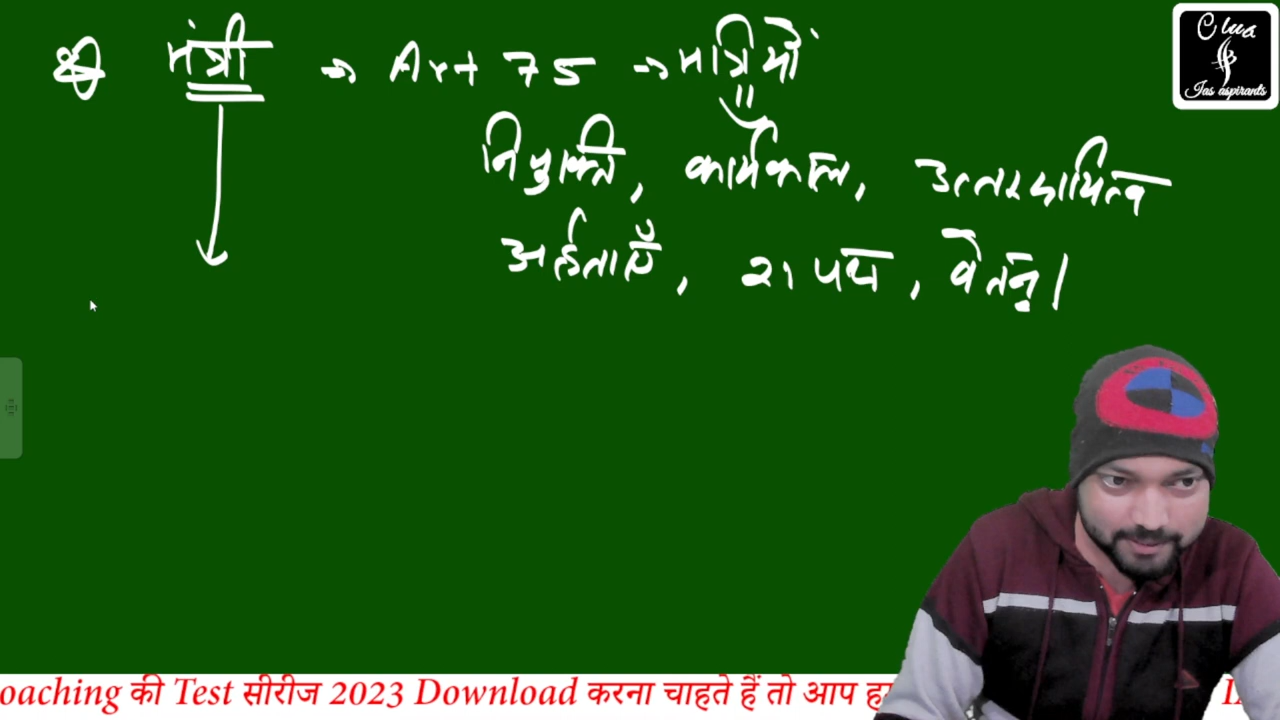 मंत्री → Art 75 → मंत्रियों
नियुक्ति, कार्यकाल, उत्तरदायित्व
अर्हताएँ, शपथ, वेतन।
Clue
Ias aspirants
oaching की Test सीरीज 2023 Download करना चाहते हैं तो आप ह